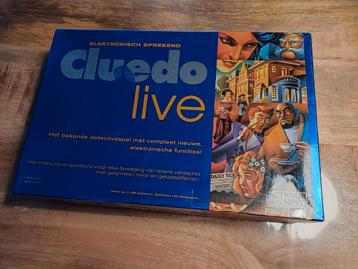 ELEKTRONISCH SPREKEND
Cluedo
live
Het bekende detectivespel met compleet nieuwe,
elektronische functies!
Het interactieve speelbord volgt elke beweging van iedere verdachte
met gesproken tekst en geluidseffecten.